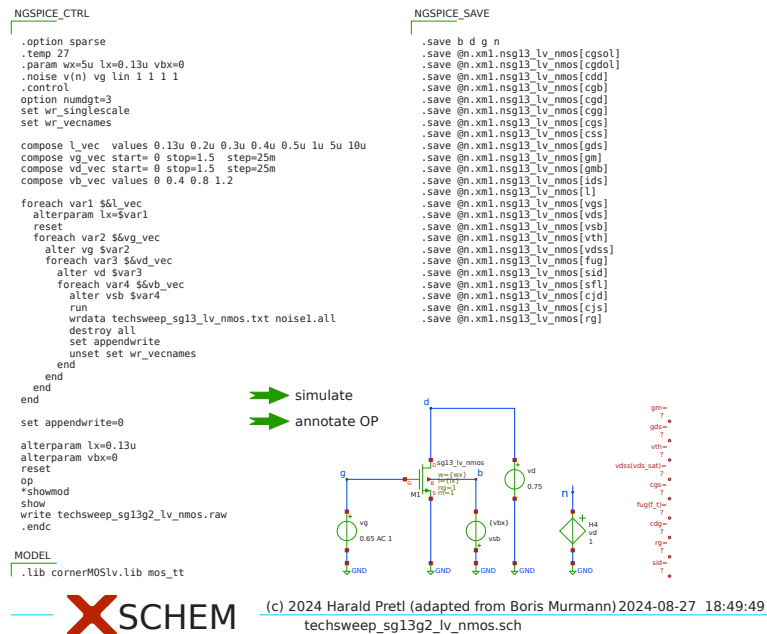 NGSPICE_CTRL
.option sparse
.temp 27
.param wx=5u lx=0.13u vbx=0
.noise v(n) vg lin 1 1 1 1
.control
option numdgt=3
set wr_singlescale
set wr_vecnames
compose l_vec  values 0.13u 0.2u 0.3u 0.4u 0.5u 1u 5u 10u
compose vg_vec start= 0 stop=1.5  step=25m
compose vd_vec start= 0 stop=1.5  step=25m
compose vb_vec values 0 0.4 0.8 1.2
foreach var1 $&l_vec
  alterparam lx=$var1
  reset
  foreach var2 $&vg_vec
    alter vg $var2
    foreach var3 $&vd_vec
      alter vd $var3
      foreach var4 $&vb_vec
        alter vsb $var4
        run
        wrdata techsweep_sg13_lv_nmos.txt noise1.all
        destroy all
        set appendwrite
        unset set wr_vecnames
      end
    end
  end
end
set appendwrite=0
alterparam lx=0.13u
alterparam vbx=0
reset
op
*showmod
show
write techsweep_sg13g2_lv_nmos.raw
.endc
MODEL
.lib cornerMOSlv.lib mos_tt
NGSPICE_SAVE
.save b d g n
.save @n.xm1.nsg13_lv_nmos[cgsol]
.save @n.xm1.nsg13_lv_nmos[cgdol]
.save @n.xm1.nsg13_lv_nmos[cdd]
.save @n.xm1.nsg13_lv_nmos[cgb]
.save @n.xm1.nsg13_lv_nmos[cgd]
.save @n.xm1.nsg13_lv_nmos[cgg]
.save @n.xm1.nsg13_lv_nmos[cgs]
.save @n.xm1.nsg13_lv_nmos[css]
.save @n.xm1.nsg13_lv_nmos[gds]
.save @n.xm1.nsg13_lv_nmos[gm]
.save @n.xm1.nsg13_lv_nmos[gmb]
.save @n.xm1.nsg13_lv_nmos[ids]
.save @n.xm1.nsg13_lv_nmos[l]
.save @n.xm1.nsg13_lv_nmos[vgs]
.save @n.xm1.nsg13_lv_nmos[vds]
.save @n.xm1.nsg13_lv_nmos[vsb]
.save @n.xm1.nsg13_lv_nmos[vth]
.save @n.xm1.nsg13_lv_nmos[vdss]
.save @n.xm1.nsg13_lv_nmos[fug]
.save @n.xm1.nsg13_lv_nmos[sid]
.save @n.xm1.nsg13_lv_nmos[sfl]
.save @n.xm1.nsg13_lv_nmos[cjd]
.save @n.xm1.nsg13_lv_nmos[cjs]
.save @n.xm1.nsg13_lv_nmos[rg]
simulate
annotate OP
d
g
G
D
B
S
sg13_lv_nmos
w={wx}
l={lx}
ng=1
m=1
M1
b
vd
0.75
n
vg
0.65 AC 1
{vbx}
vsb
H4
vd
1
GND
GND
GND
GND
GND
gm=
?
gds=
?
vth=
?
vdss(vds_sat)=
?
cgs=
?
fug(f_t)=
?
cdg=
?
rg=
?
sid=
?
XSCHEM
(c) 2024 Harald Pretl (adapted from Boris Murmann) 2024-08-27  18:49:49
techsweep_sg13g2_lv_nmos.sch